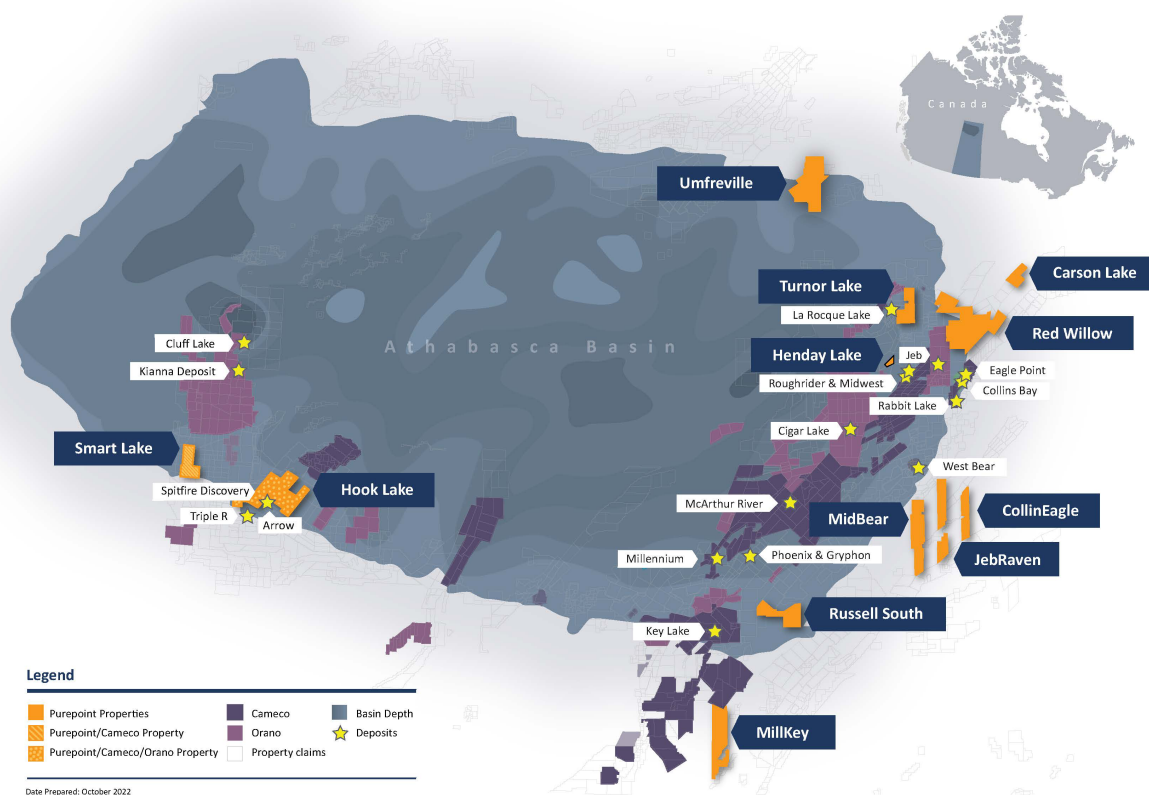 Canada
Umfreville
Carson Lake
Turnor Lake
La Rocque Lake
Red Willow
Athabasca Basin
Cluff Lake
Henday Lake
Jeb
Kianna Deposit
Eagle Point
Roughrider & Midwest
Collins Bay
Rabbit Lake
Cigar Lake
Smart Lake
West Bear
Spitfire Discovery
Hook Lake
McArthur River
CollinEagle
Triple R
Arrow
MidBear
Millennium
Phoenix & Gryphon
JebRaven
Russell South
Key Lake
MillKey
Legend
Purepoint Properties
Purepoint/Cameco Property
Purepoint/Cameco/Orano Property
Cameco
Orano
Property claims
Basin Depth
Deposits
Date Prepared: October 2022